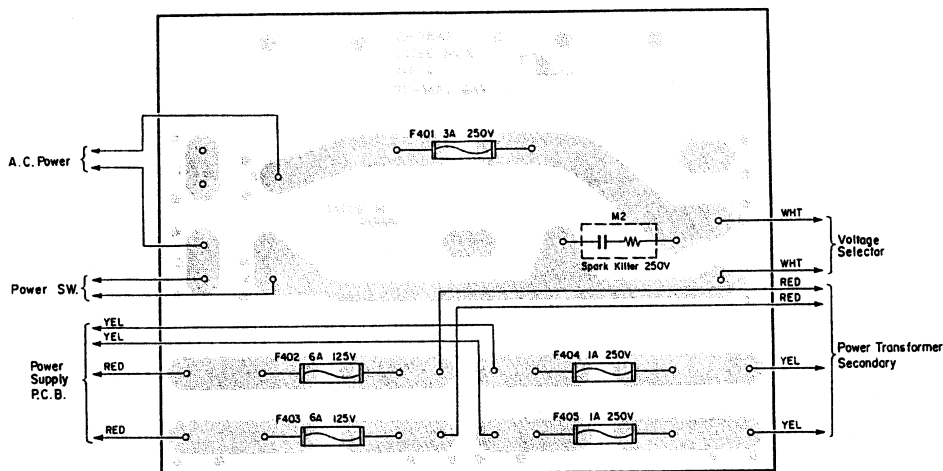 F401 3A 250V
A.C. Power
WHT
M2
Voltage
Selector
Spark Killer 250V
WHT
Power SW.
RED
RED
YEL
YEL
F402 6A 125V
F404 1A 250V
Power Transformer
Secondary
Power
Supply
P.C.B.
RED
YEL
F403 6A 125V
F405 1A 250V
RED
YEL